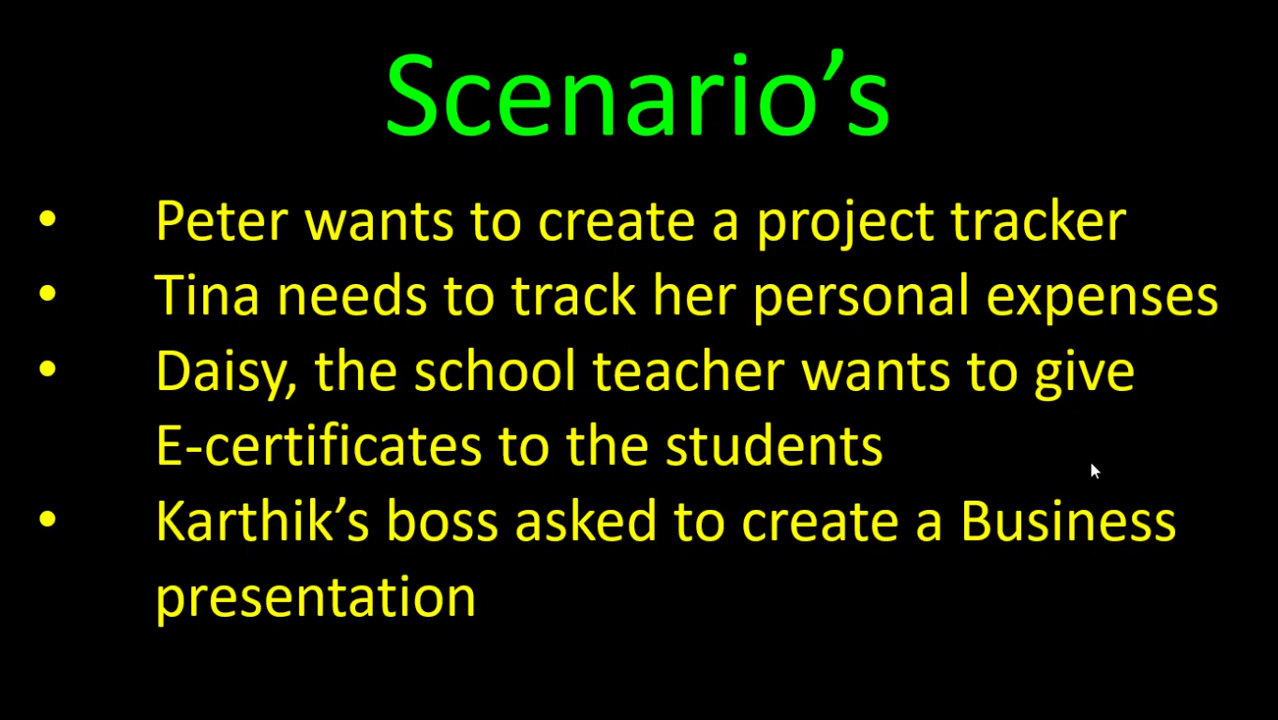 Scenario’s
• Peter wants to create a project tracker
• Tina needs to track her personal expenses
• Daisy, the school teacher wants to give
E-certificates to the students
• Karthik’s boss asked to create a Business
presentation